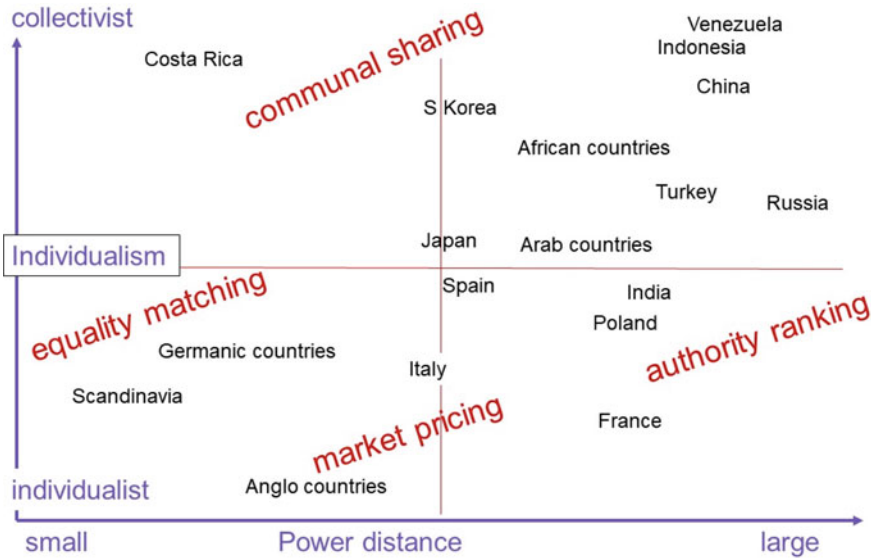 collectivist
Venezuela
Indonesia
Costa Rica
communal sharing
China
S Korea
African countries
Turkey
Russia
Japan
Arab countries
Individualism
Spain
India
equality matching
Poland
Germanic countries
authority ranking
Italy
Scandinavia
market pricing
France
individualist
Anglo countries
small
Power distance
large